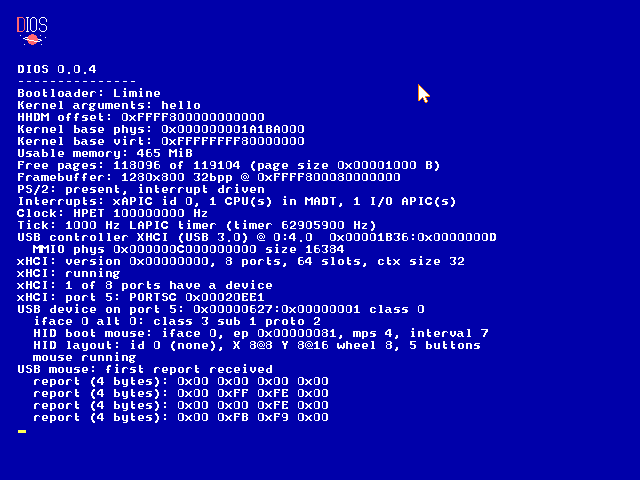 DIOS
DIOS 0.0.4
---------------
Bootloader: Limine
Kernel arguments: hello
HHDM offset: 0xFFFF800000000000
Kernel base phys: 0x000000001A1BA000
Kernel base virt: 0xFFFFFFFF80000000
Usable memory: 465 MiB
Free pages: 118096 of 119104 (page size 0x00001000 B)
Framebuffer: 1280x800 32bpp @ 0xFFFF800080000000
PS/2: present, interrupt driven
Interrupts: xAPIC id 0, 1 CPU(s) in MADT, 1 I/O APIC(s)
Clock: HPET 100000000 Hz
Tick: 1000 Hz LAPIC timer (timer 62905900 Hz)
USB controller XHCI (USB 3.0) @ 0:4.0  0x00001B36:0x0000000D
  MMIO phys 0x000000C000000000 size 16384
xHCI: version 0x00000000, 8 ports, 64 slots, ctx size 32
xHCI: running
xHCI: 1 of 8 ports have a device
xHCI: port 5: PORTSC 0x00020EE1
USB device on port 5: 0x00000627:0x00000001 class 0
  iface 0 alt 0: class 3 sub 1 proto 2
  HID boot mouse: iface 0, ep 0x00000081, mps 4, interval 7
  HID layout: id 0 (none), X 8@8 Y 8@16 wheel 8, 5 buttons
  mouse running
USB mouse: first report received
  report (4 bytes): 0x00 0x00 0x00 0x00
  report (4 bytes): 0x00 0xFF 0xFE 0x00
  report (4 bytes): 0x00 0x00 0xFE 0x00
  report (4 bytes): 0x00 0xFB 0xF9 0x00